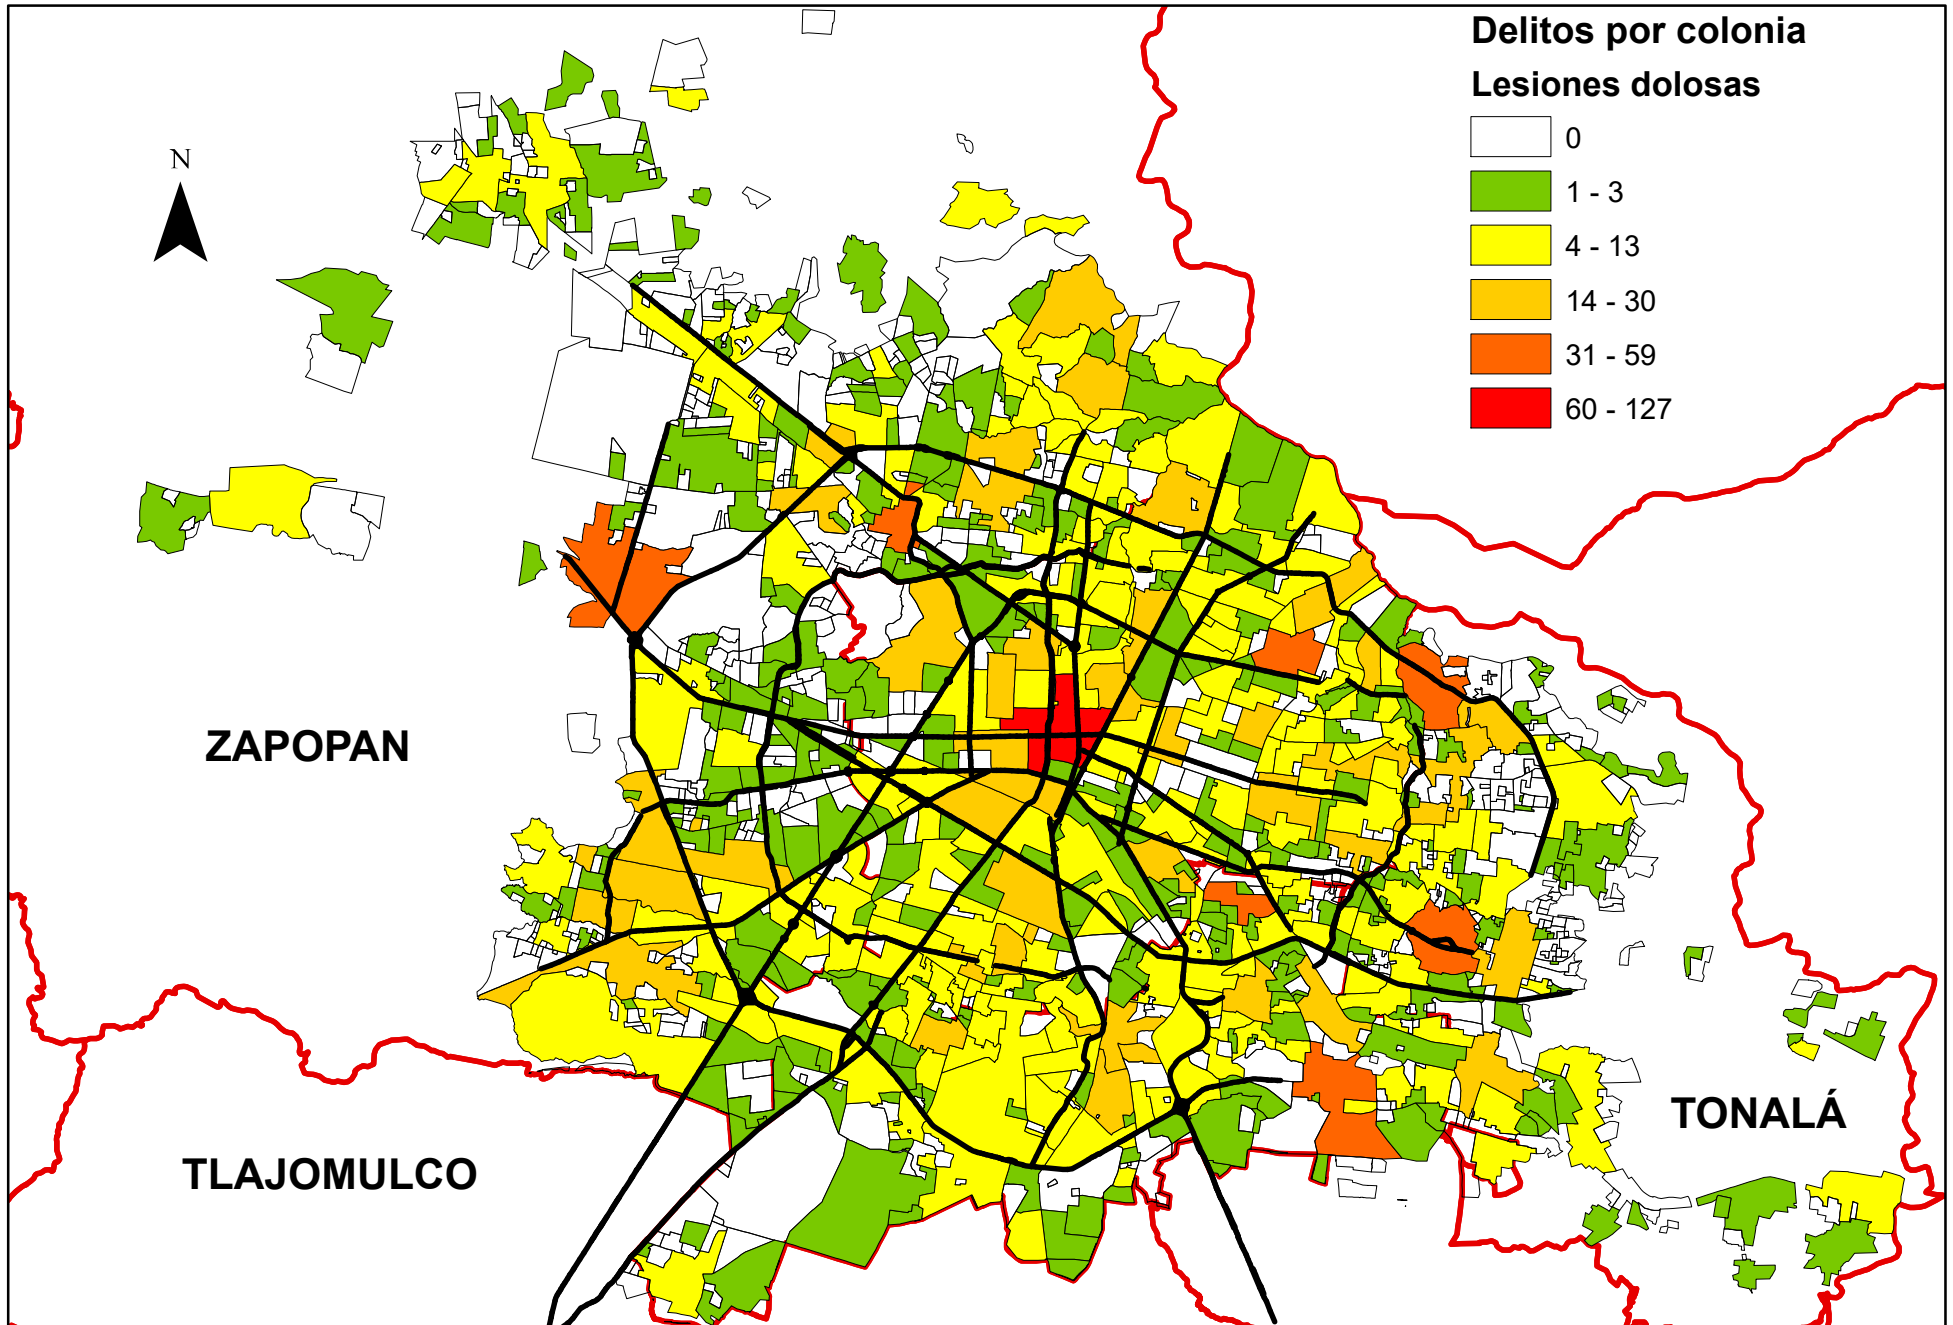 Delitos por colonia
Lesiones dolosas
0
1 - 3
4 - 13
14 - 30
31 - 59
60 - 127
N
ZAPOPAN
TONALÁ
TLAJOMULCO